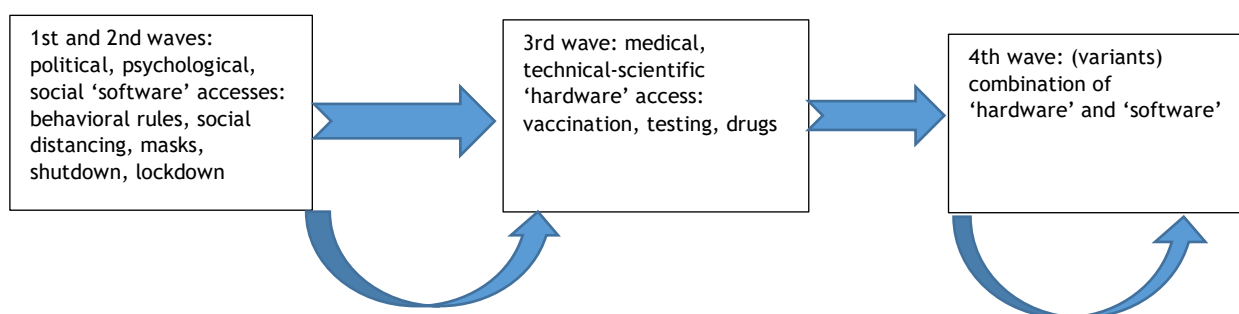 1st and 2nd waves:
political, psychological,
social ‘software’ accesses:
behavioral rules, social
distancing, masks,
shutdown, lockdown
3rd wave: medical,
technical-scientific
‘hardware’ access:
vaccination, testing, drugs
4th wave: (variants)
combination of
‘hardware’ and ‘software’